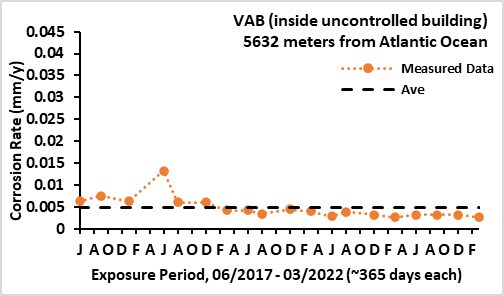 VAB (inside uncontrolled building)
5632 meters from Atlantic Ocean
Measured Data
Ave
Corrosion Rate (mm/y)
0.045
0.04
0.035
0.03
0.025
0.02
0.015
0.01
0.005
0
J A O D F A J A O D F A J A O D F A J A O D F A J A O D F
Exposure Period, 06/2017 - 03/2022 (~365 days each)